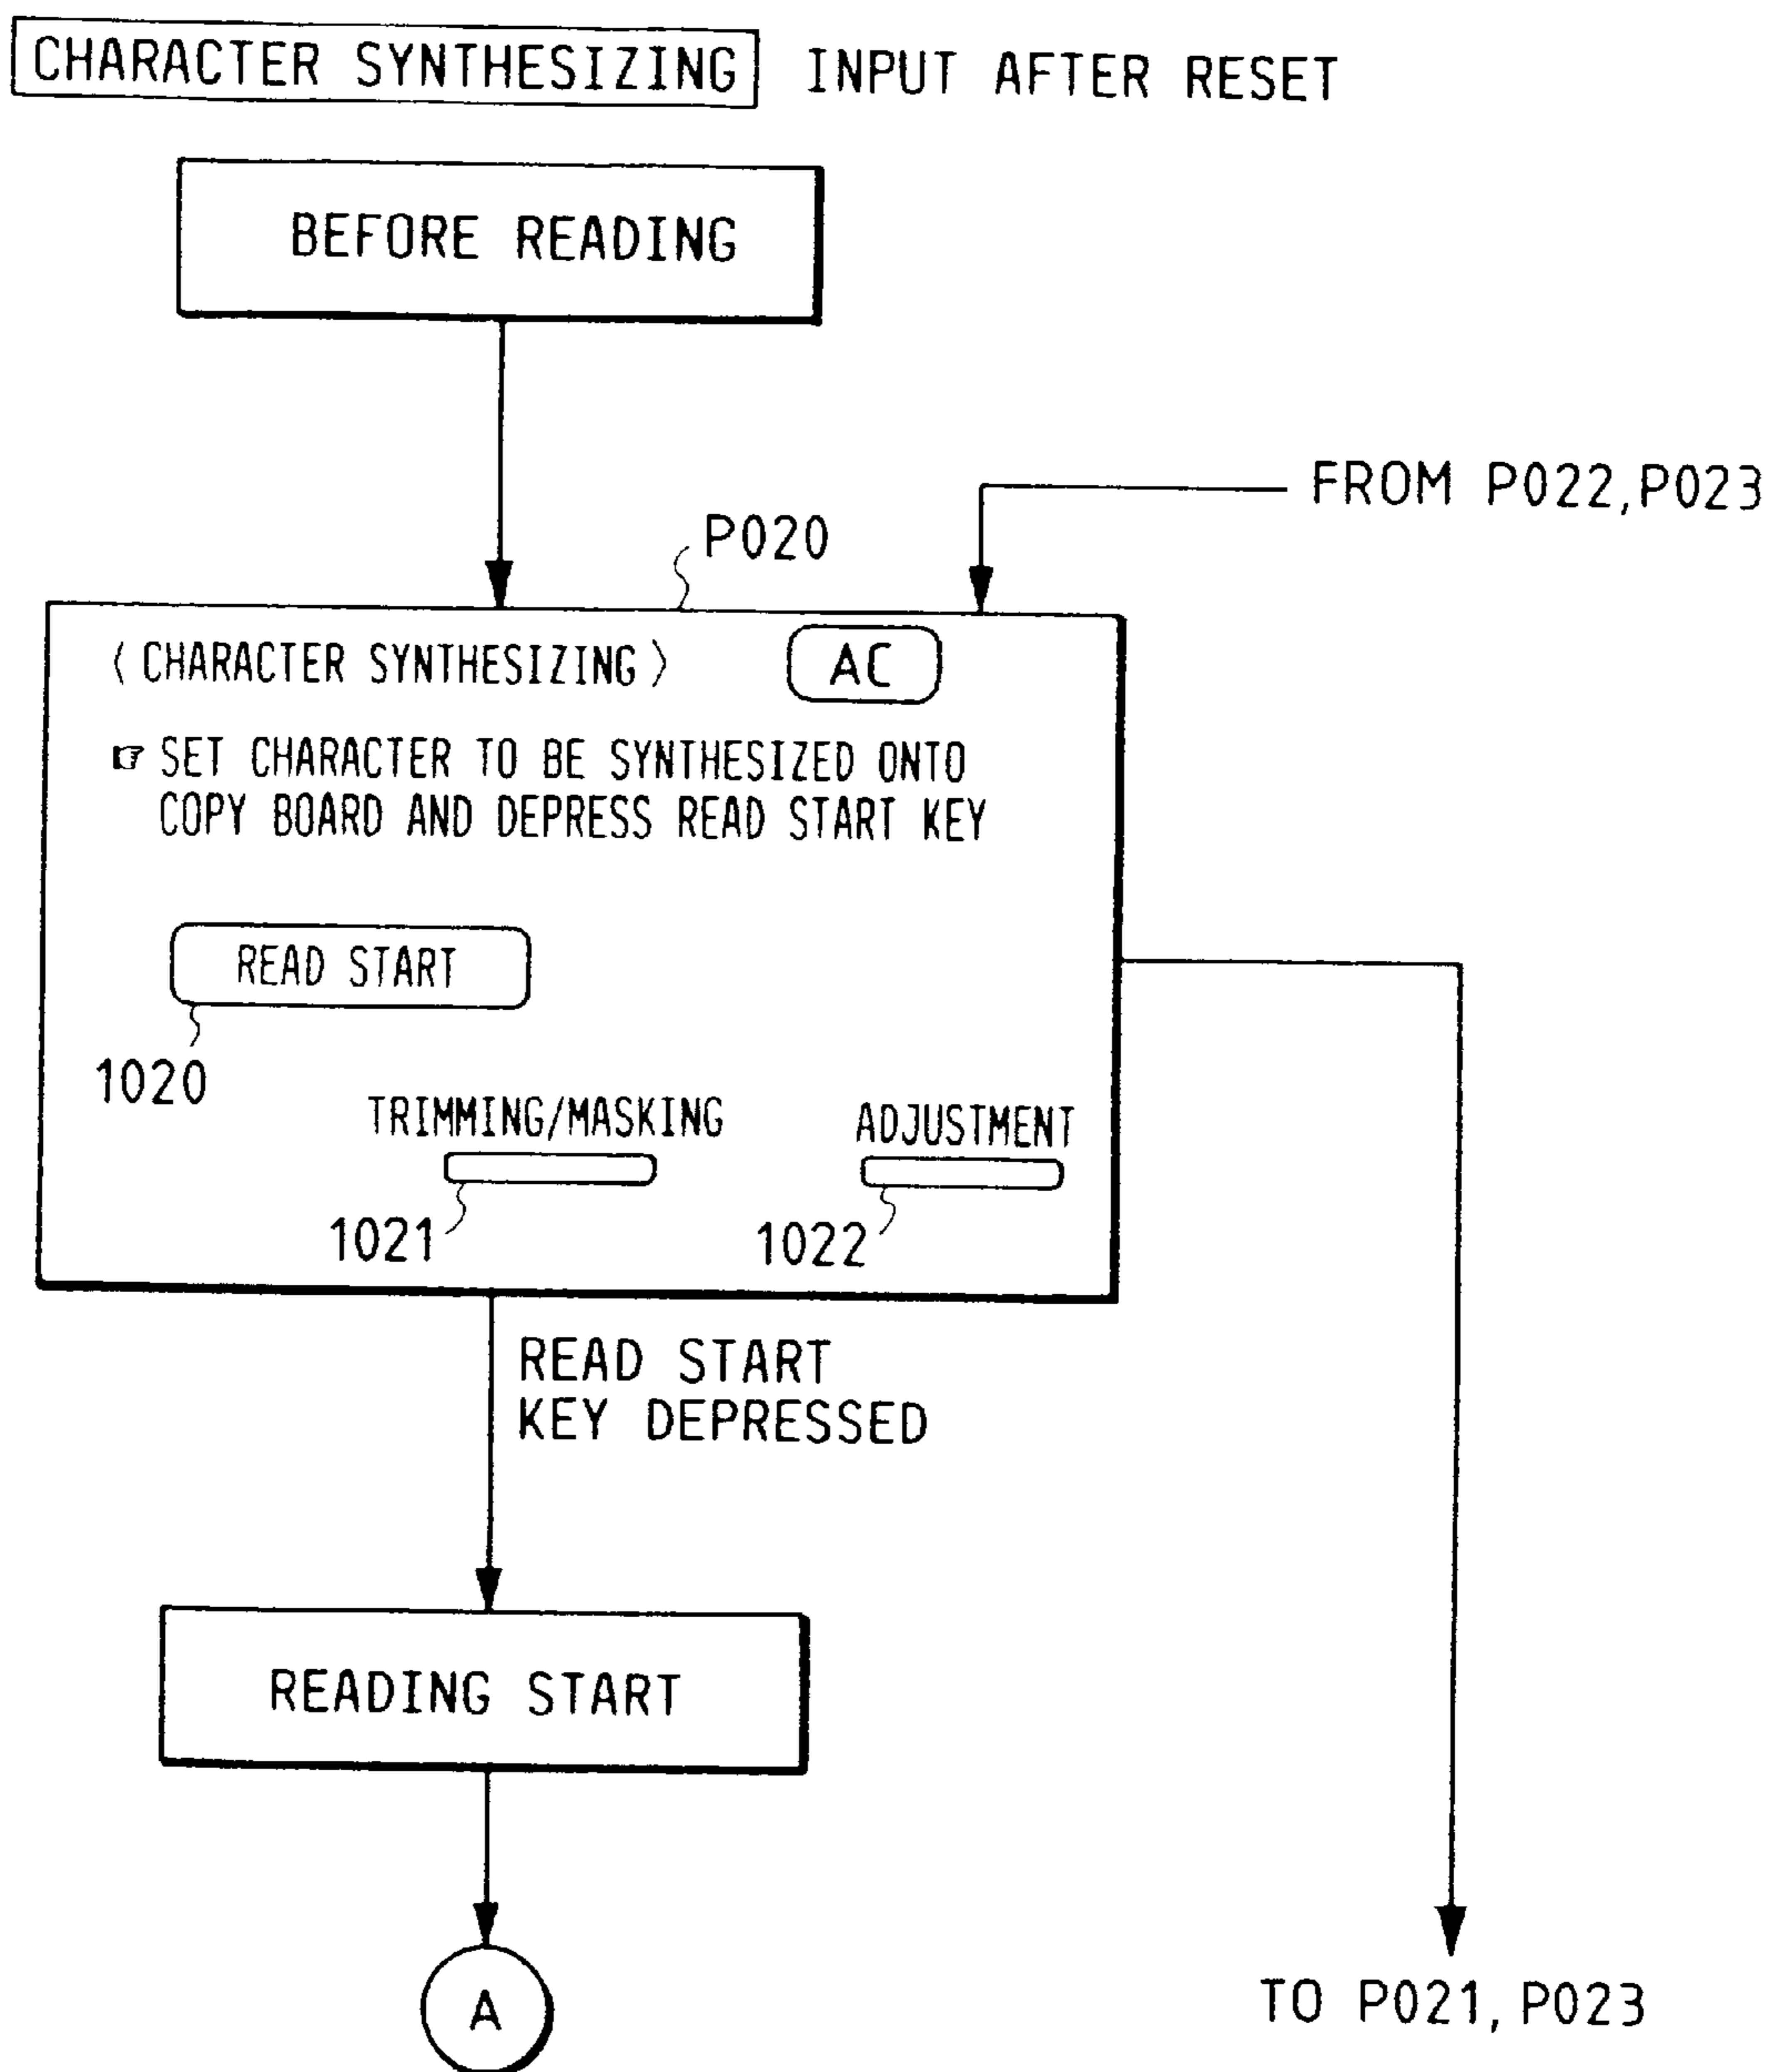 CHARACTER SYNTHESIZING INPUT AFTER RESET
BEFORE READING
FROM P022, P023
P020
〈 CHARACTER SYNTHESIZING 〉 AC
☞ SET CHARACTER TO BE SYNTHESIZED ONTO
COPY BOARD AND DEPRESS READ START KEY
READ START
1020
TRIMMING/MASKING ADJUSTMENT
1021 1022
READ START
KEY DEPRESSED
READING START
A
TO P021, P023